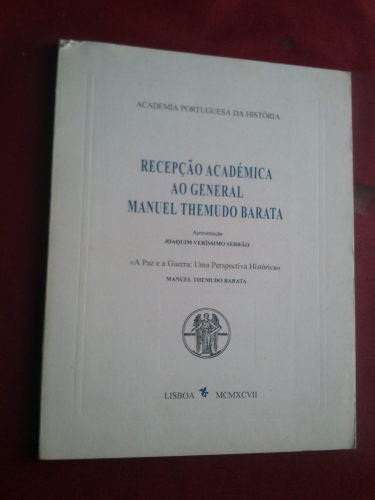 ACADEMIA PORTUGUESA DA HISTÓRIA
RECEPÇÃO ACADÉMICA
AO GENERAL
MANUEL THEMUDO BARATA
Apresentação
JOAQUIM VERÍSSIMO SERRÃO
«A Paz e a Guerra: Uma Perspectiva Histórica»
MANUEL THEMUDO BARATA
LISBOA MCMXCVII